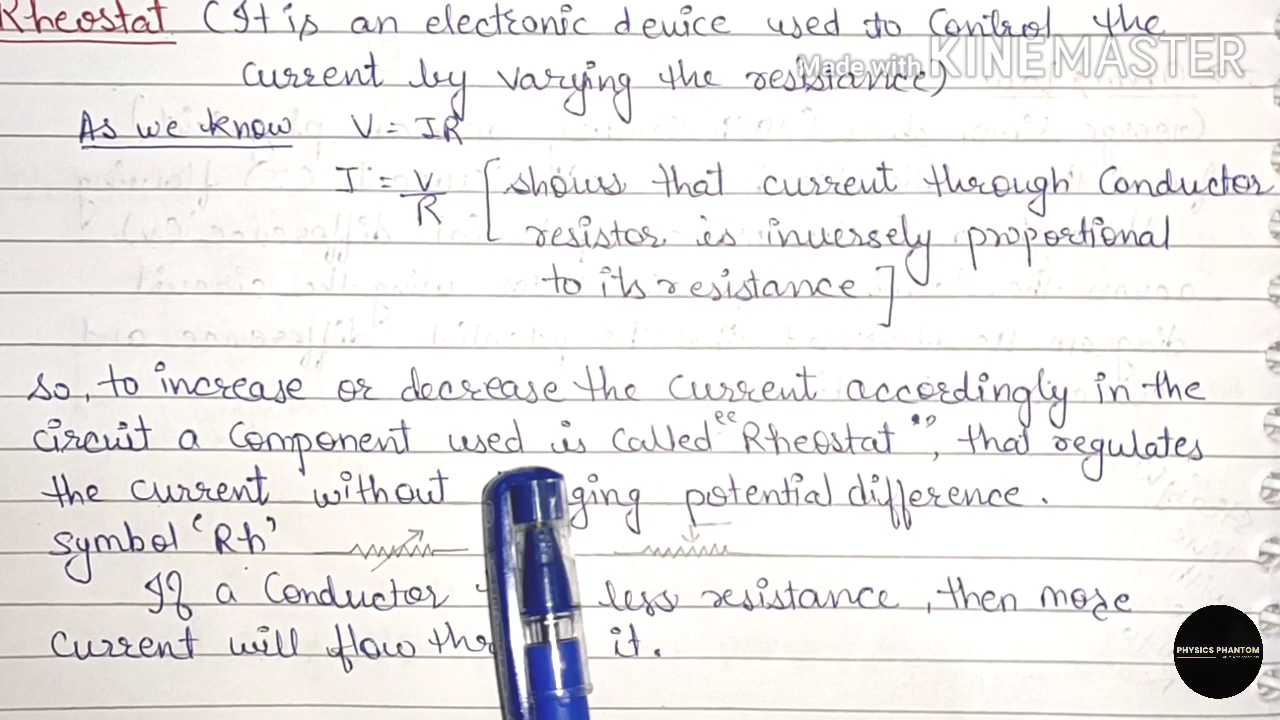 Rheostat (It is an electronic device used to control the
Made with KINEMASTER
current by varying the resistance)
As we know V = IR
I = V/R [shows that current through conductor
resistor is inversely proportional
to its resistance]
so, to increase or decrease the current accordingly in the
circuit a component used is called "Rheostat", that regulates
the current without ging potential difference.
symbol 'Rh'
If a conductor less resistance, then more
current will flow th it.
PHYSICS PHANTOM